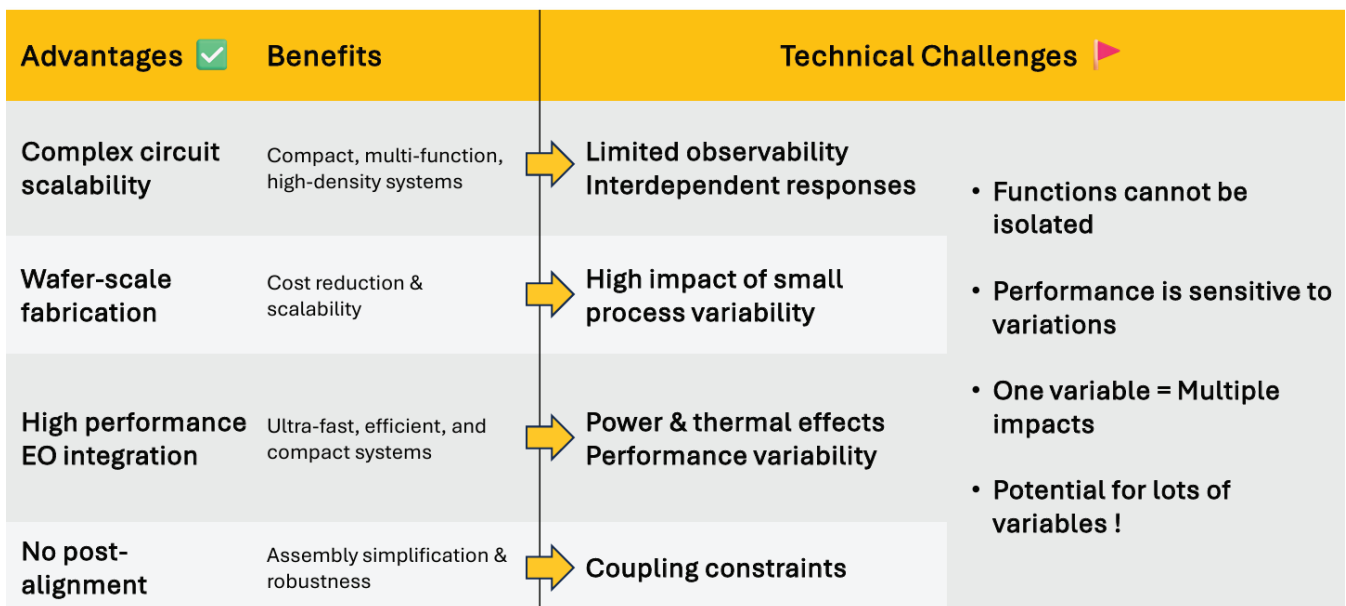 Advantages ✅ Benefits Technical Challenges 🚩
Complex circuit
scalability
Compact, multi-function,
high-density systems
Limited observability
Interdependent responses
Wafer-scale
fabrication
Cost reduction &
scalability
High impact of small
process variability
High performance
EO integration
Ultra-fast, efficient, and
compact systems
Power & thermal effects
Performance variability
No post-
alignment
Assembly simplification &
robustness
Coupling constraints
• Functions cannot be
isolated
• Performance is sensitive to
variations
• One variable = Multiple
impacts
• Potential for lots of
variables !